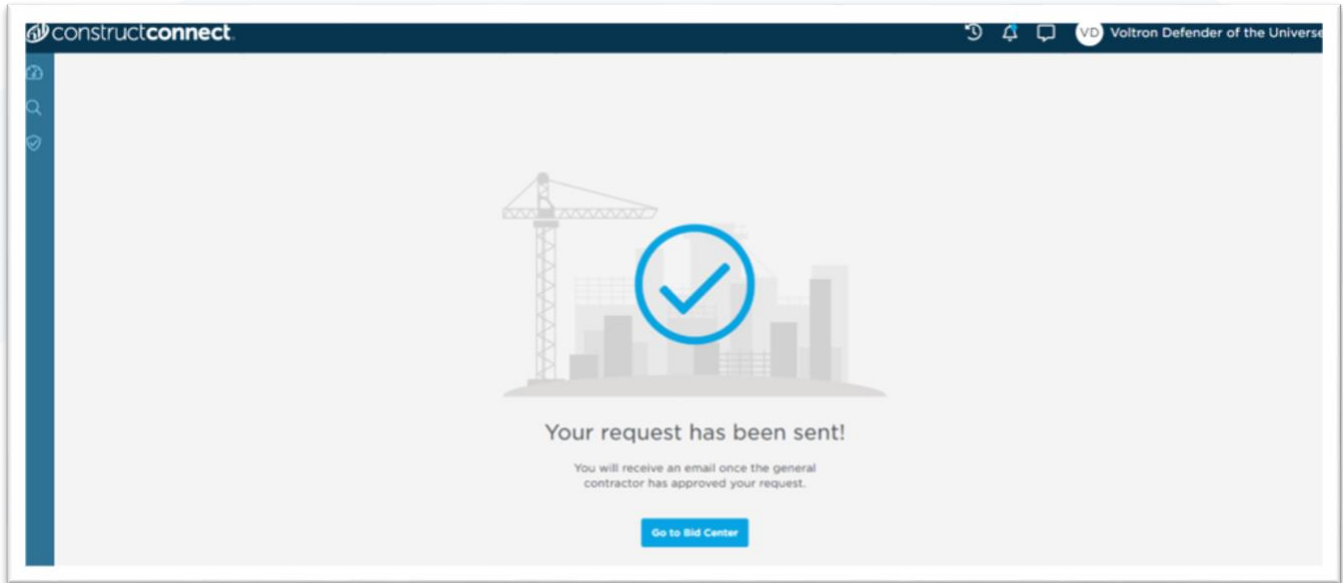 constructconnect.
VD Voltron Defender of the Universe
Your request has been sent!
You will receive an email once the general
contractor has approved your request.
Go to Bid Center